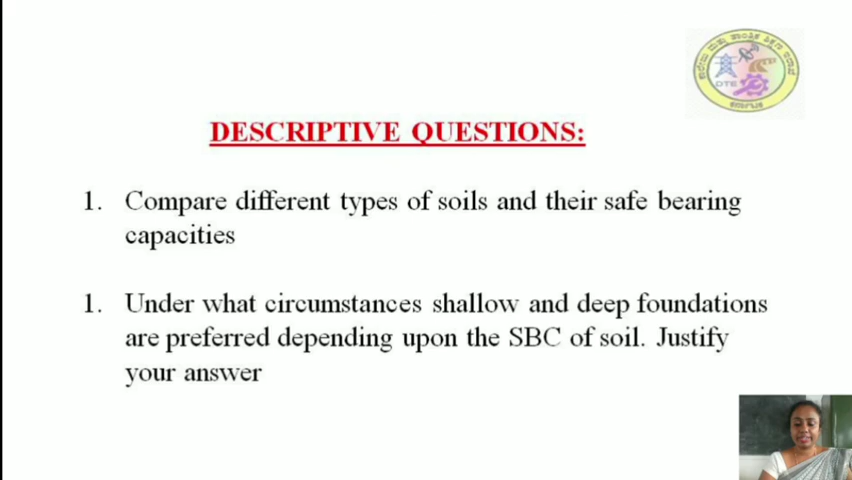 DTE
DESCRIPTIVE QUESTIONS:
1. Compare different types of soils and their safe bearing
capacities
1. Under what circumstances shallow and deep foundations
are preferred depending upon the SBC of soil. Justify
your answer